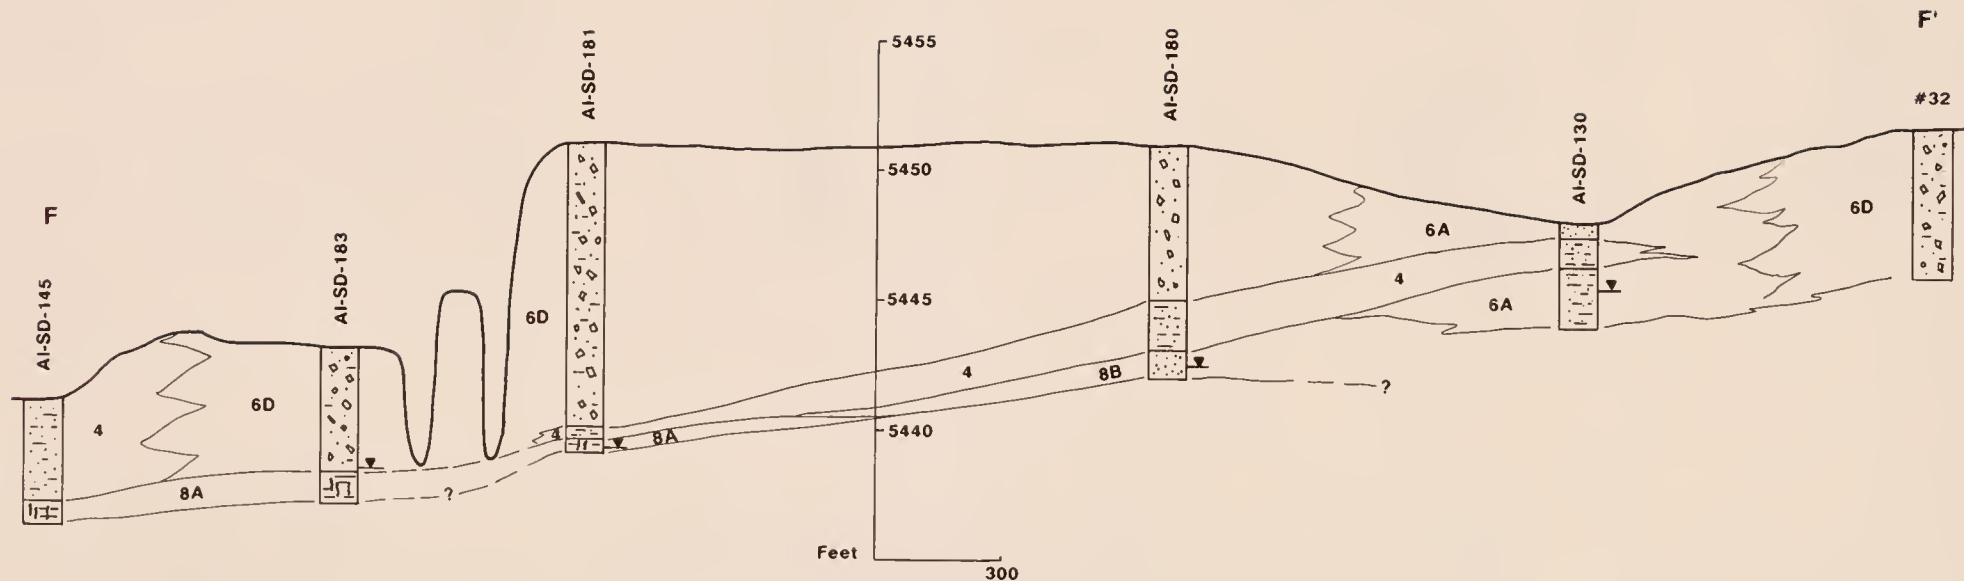 F'
AI-SD-181
AI-SD-180
5455
#32
AI-SD-130
5450
F
6D
6A
AI-SD-183
AI-SD-145
5445
4
6D
6A
6D
4
8B
?
4
4
8A
5440
8A
?
Feet
300